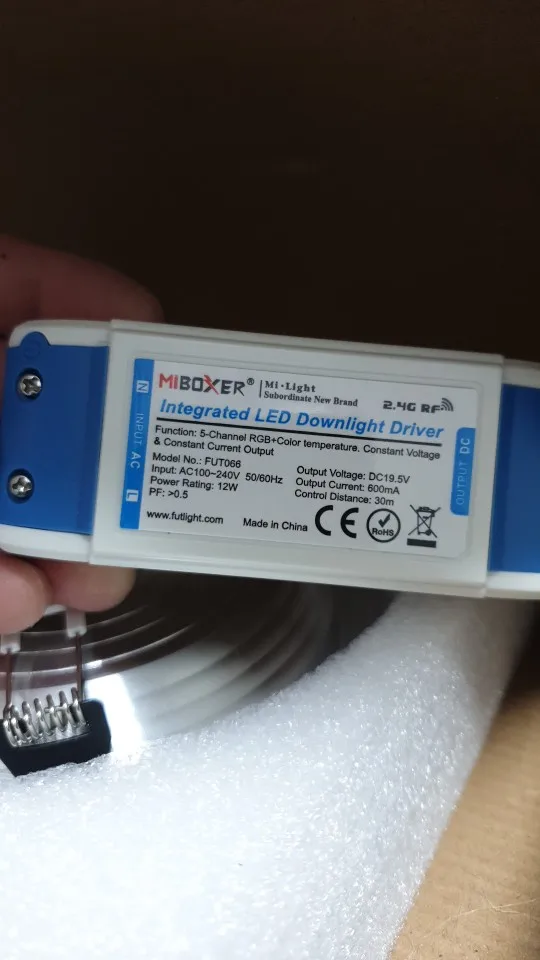 MIBOXER® Mi·Light
Subordinate New Brand
2.4G RF
Integrated LED Downlight Driver
Function: 5-Channel RGB+Color temperature, Constant Voltage
& Constant Current Output
Model No.: FUT066
Input: AC100~240V 50/60Hz
Power Rating: 12W
PF: >0.5
Output Voltage: DC19.5V
Output Current: 600mA
Control Distance: 30m
www.futlight.com
Made in China
CE
RoHS
N
INPUT AC
L
OUTPUT DC